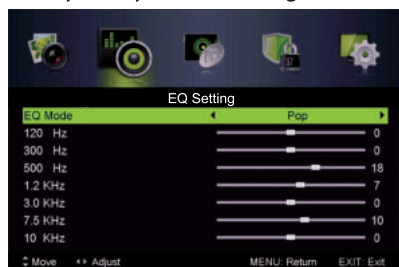 EQ Setting
EQ Mode Pop
120 Hz 0
300 Hz 0
500 Hz 18
1.2 KHz 7
3.0 KHz 0
7.5 KHz 10
10 KHz 0
Move Adjust MENU: Return EXIT: Exit